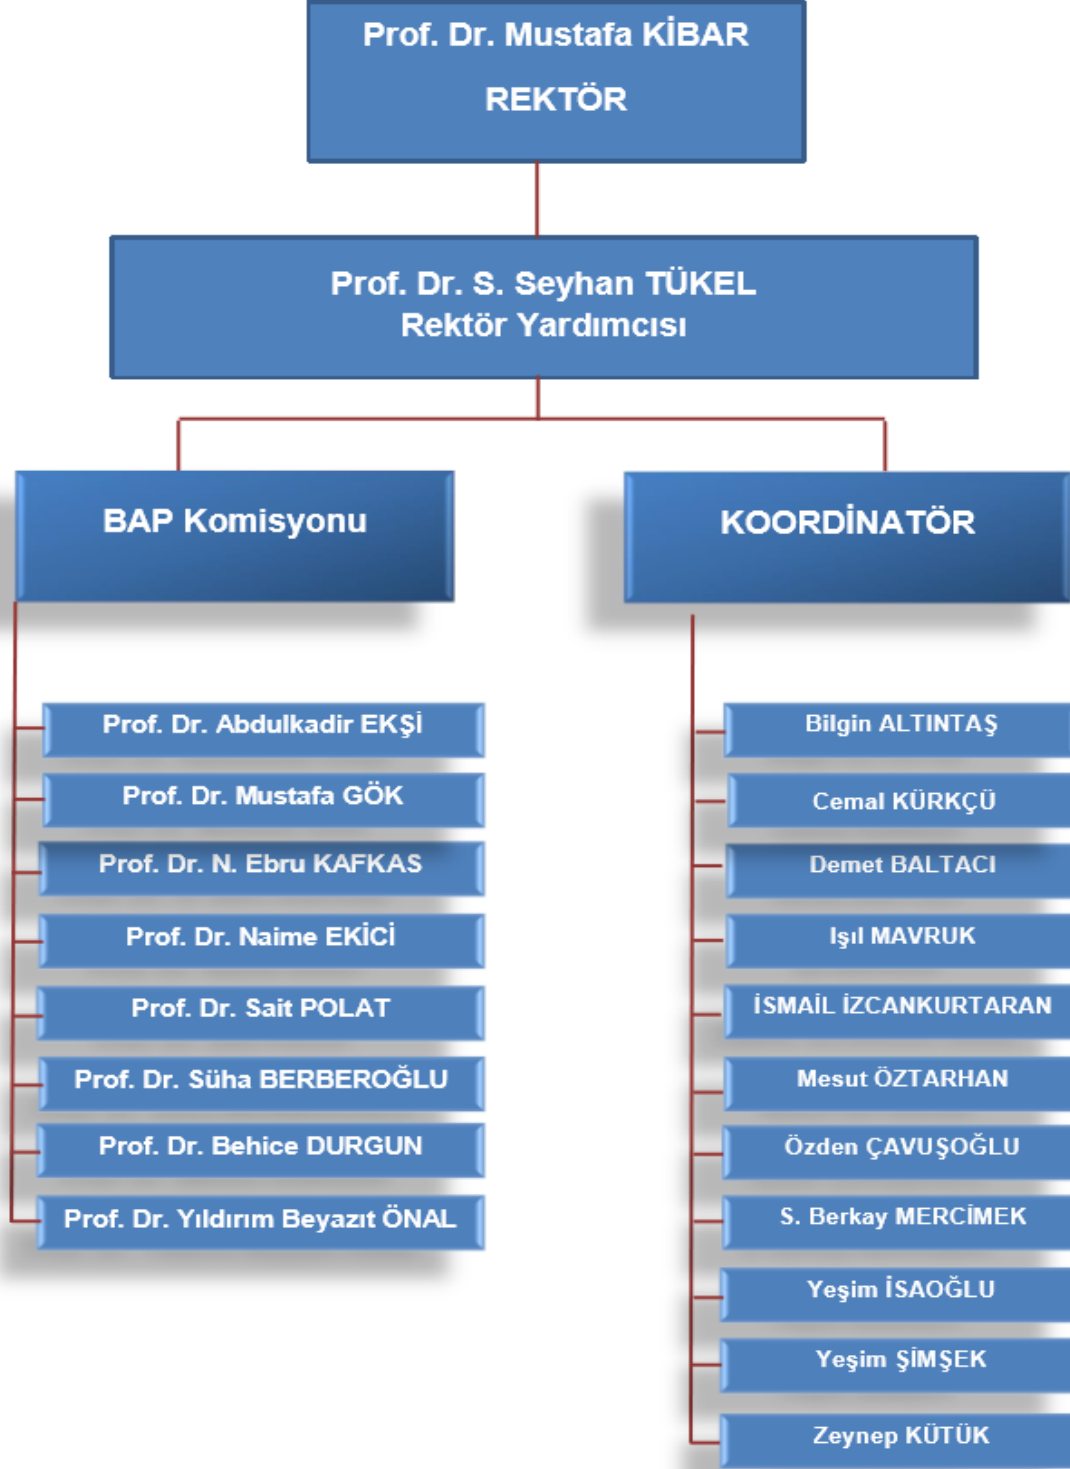 Prof. Dr. Mustafa KİBAR
REKTÖR
Prof. Dr. S. Seyhan TÜKEL
Rektör Yardımcısı
BAP Komisyonu
Prof. Dr. Abdulkadir EKŞİ
Prof. Dr. Mustafa GÖK
Prof. Dr. N. Ebru KAFKAS
Prof. Dr. Naime EKİCİ
Prof. Dr. Sait POLAT
Prof. Dr. Süha BERBEROĞLU
Prof. Dr. Behice DURGUN
Prof. Dr. Yıldırım Beyazıt ÖNAL
KOORDİNATÖR
Bilgin ALTINTAŞ
Cemal KÜRKÇÜ
Demet BALTACI
Işıl MAVRUK
İSMAİL İZCANKURTARAN
Mesut ÖZTARHAN
Özden ÇAVUŞOĞLU
S. Berkay MERCİMEK
Yeşim İSAOĞLU
Yeşim ŞİMŞEK
Zeynep KÜTÜK